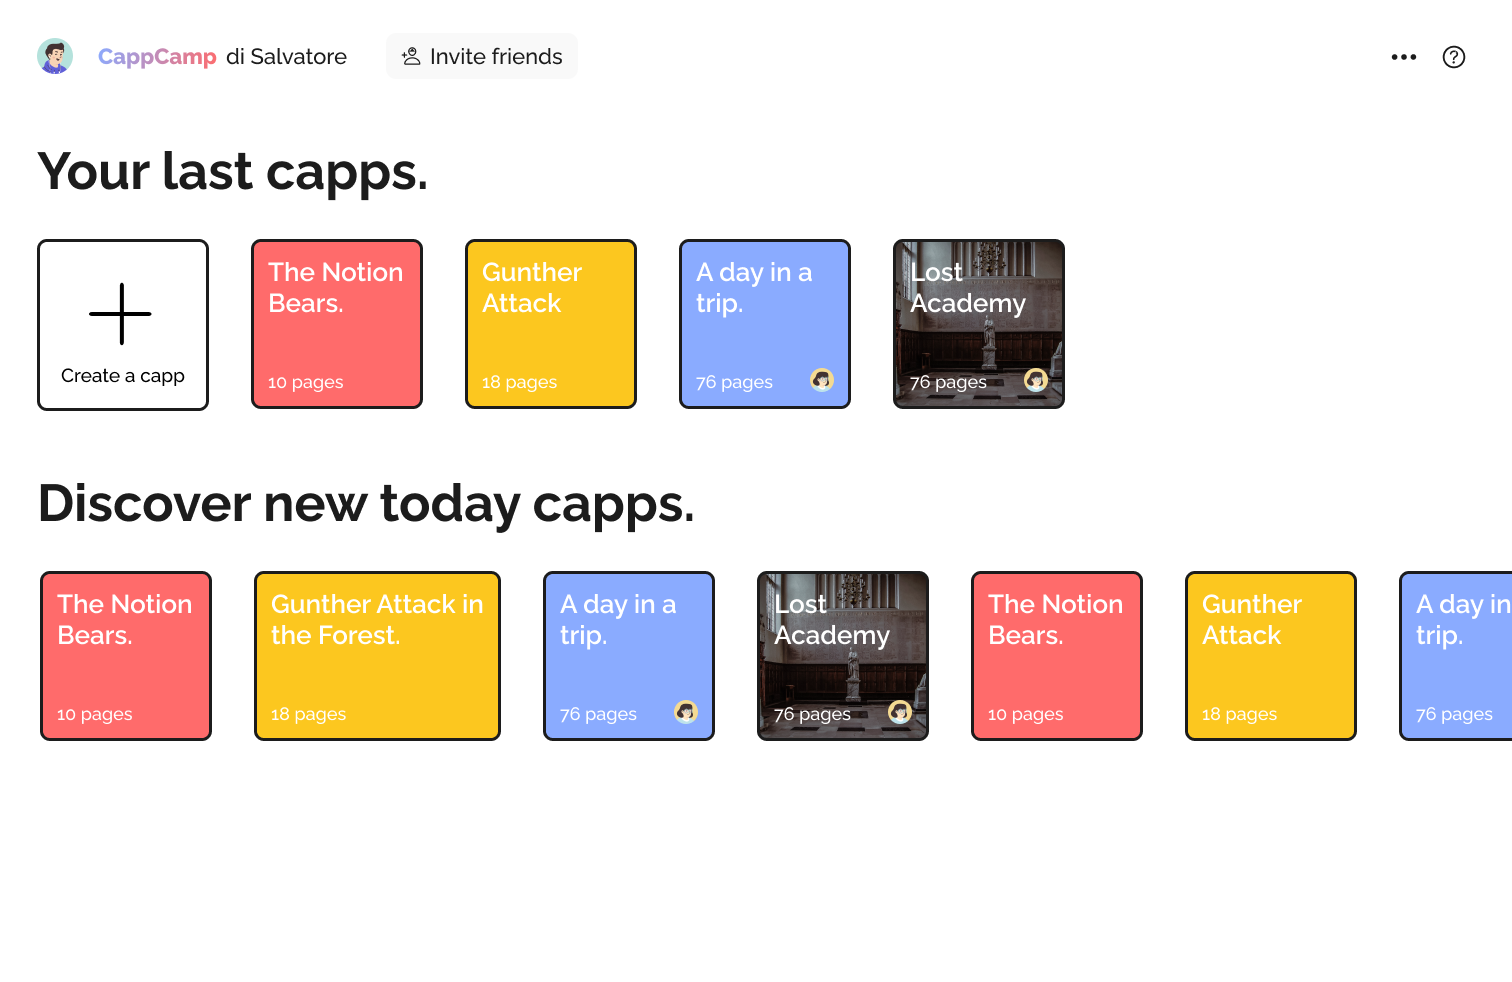 CappCamp di Salvatore
Invite friends
Your last capps.
Create a capp
The Notion
Bears.
10 pages
Gunther
Attack
18 pages
A day in a
trip.
76 pages
Lost
Academy
76 pages
Discover new today capps.
The Notion
Bears.
10 pages
Gunther Attack in
the Forest.
18 pages
A day in a
trip.
76 pages
Lost
Academy
76 pages
The Notion
Bears.
10 pages
Gunther
Attack
18 pages
A day in
trip.
76 pages